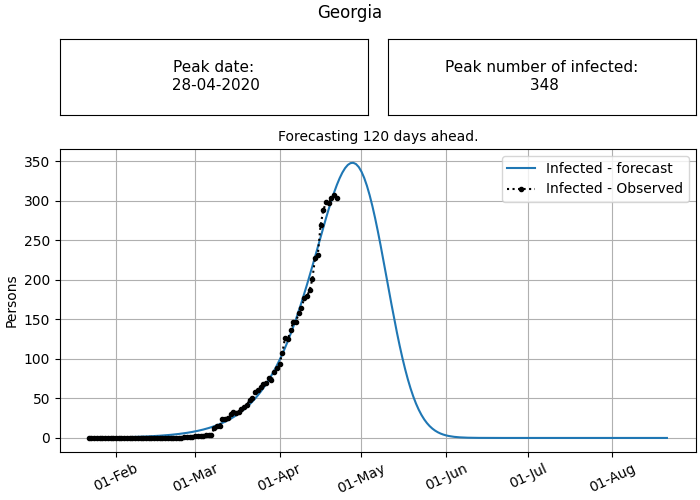 Georgia
Peak date:
28-04-2020
Peak number of infected:
348
Forecasting 120 days ahead.
Infected - forecast
Infected - Observed
Persons
350
300
250
200
150
100
50
0
01-Feb
01-Mar
01-Apr
01-May
01-Jun
01-Jul
01-Aug